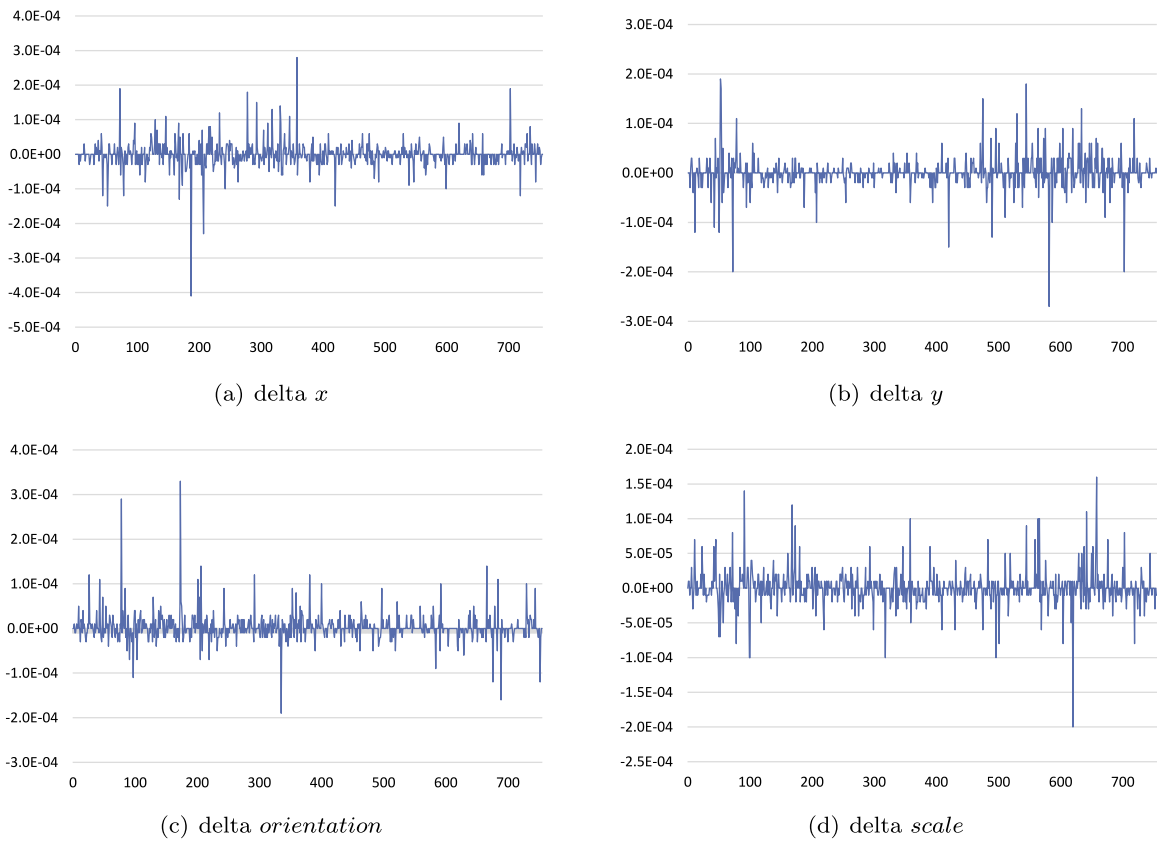 4.0E-04
3.0E-04
2.0E-04
1.0E-04
0.0E+00
-1.0E-04
-2.0E-04
-3.0E-04
-4.0E-04
-5.0E-04
0 100 200 300 400 500 600 700
(a) delta x
3.0E-04
2.0E-04
1.0E-04
0.0E+00
-1.0E-04
-2.0E-04
-3.0E-04
0 100 200 300 400 500 600 700
(b) delta y
4.0E-04
3.0E-04
2.0E-04
1.0E-04
0.0E+00
-1.0E-04
-2.0E-04
-3.0E-04
0 100 200 300 400 500 600 700
(c) delta orientation
2.0E-04
1.5E-04
1.0E-04
5.0E-05
0.0E+00
-5.0E-05
-1.0E-04
-1.5E-04
-2.0E-04
-2.5E-04
0 100 200 300 400 500 600 700
(d) delta scale